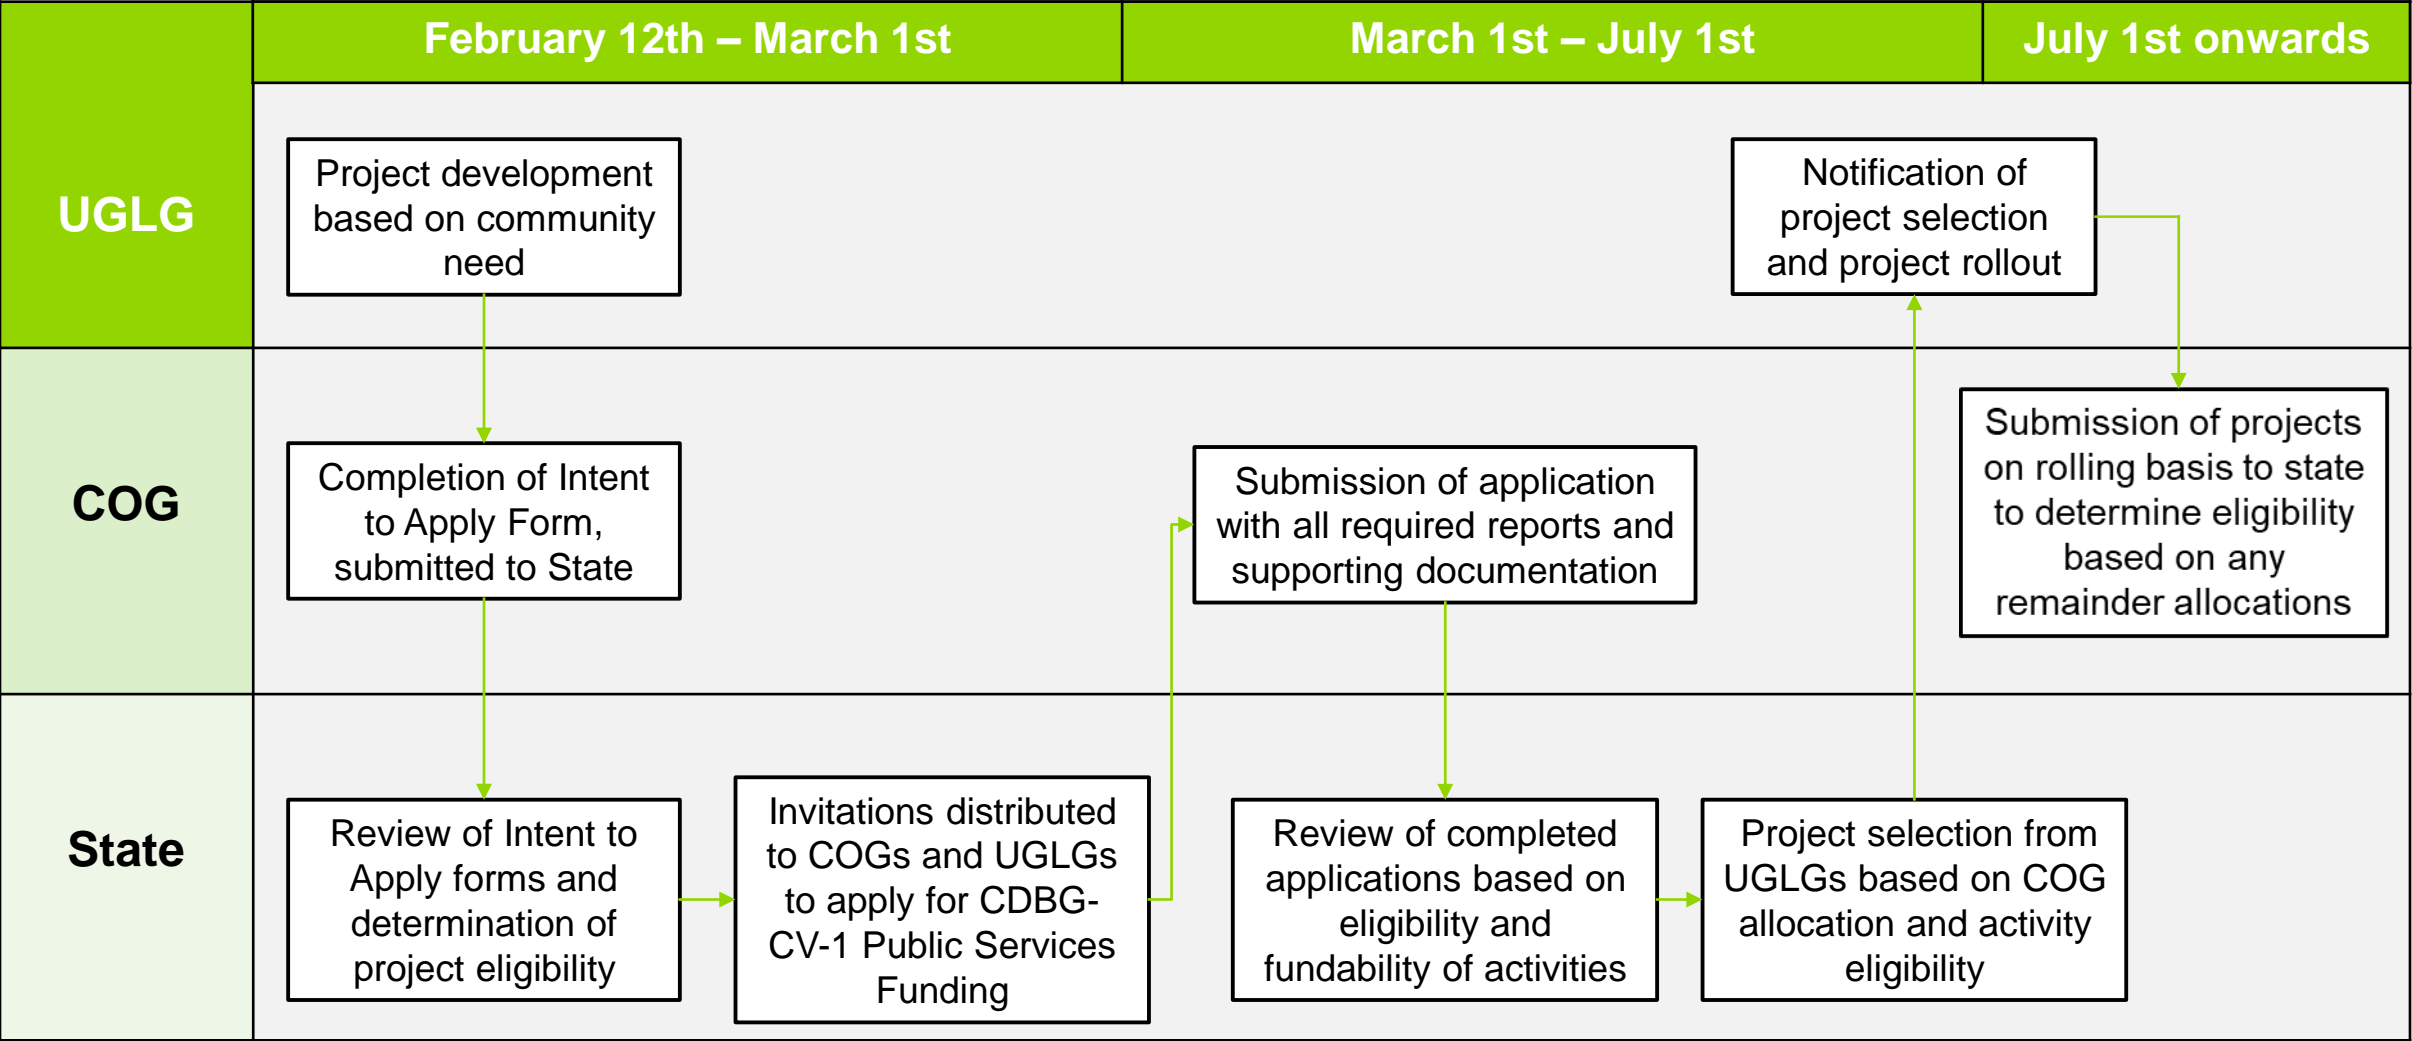 February 12th – March 1st
March 1st – July 1st
July 1st onwards
UGLG
Project development
based on community
need
Notification of
project selection
and project rollout
COG
Completion of Intent
to Apply Form,
submitted to State
Submission of application
with all required reports and
supporting documentation
Submission of projects
on rolling basis to state
to determine eligibility
based on any
remainder allocations
State
Review of Intent to
Apply forms and
determination of
project eligibility
Invitations distributed
to COGs and UGLGs
to apply for CDBG-
CV-1 Public Services
Funding
Review of completed
applications based on
eligibility and
fundability of activities
Project selection from
UGLGs based on COG
allocation and activity
eligibility